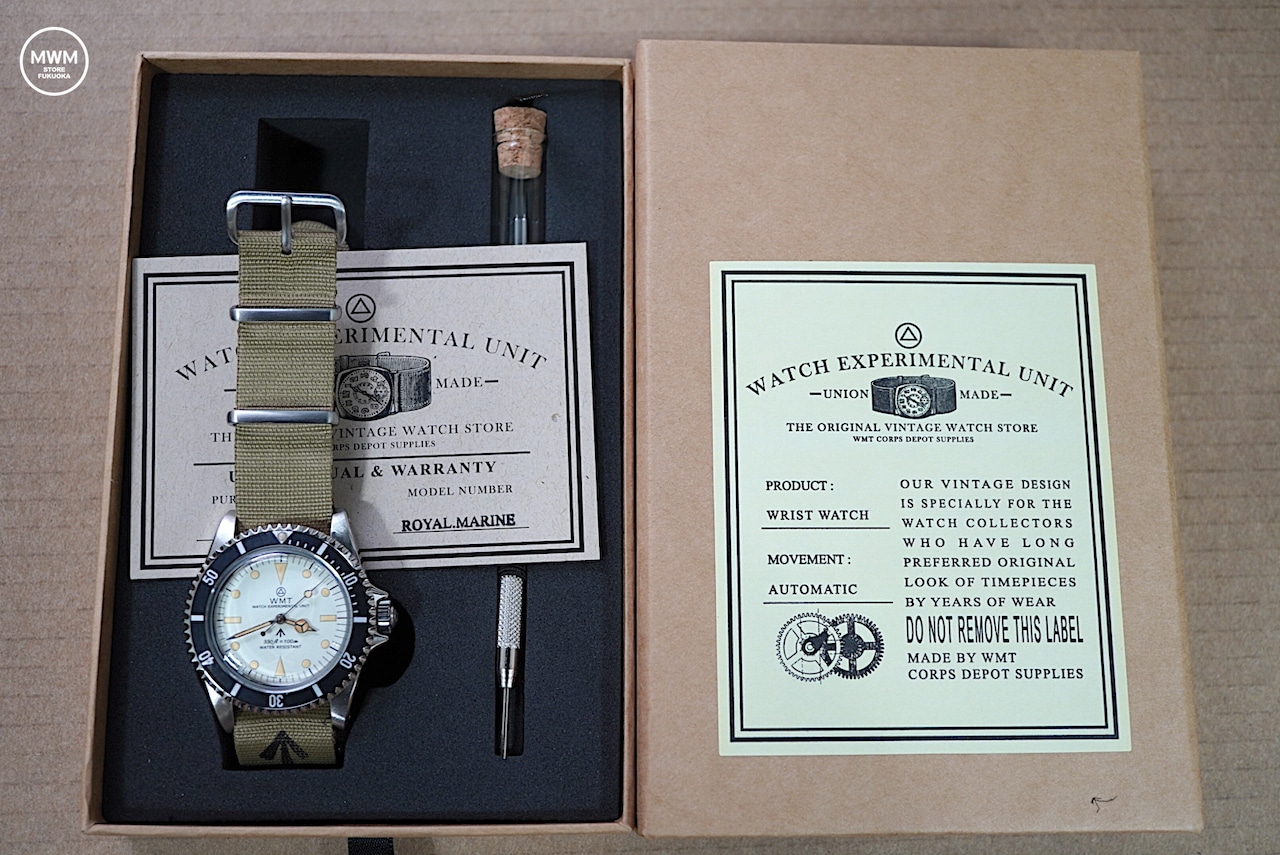 MWM
STORE
FUKUOKA
ERIMENTAL UNIT
MADE
VINTAGE WATCH STORE
RPS DEPOT SUPPLIES
UAL & WARRANTY
MODEL NUMBER
ROYAL.MARINE
50
10
40
20
30
WMT
WATCH EXPERIMENTAL UNIT
WATER RESISTANT
WATCH EXPERIMENTAL UNIT
UNION MADE
THE ORIGINAL VINTAGE WATCH STORE
WMT CORPS DEPOT SUPPLIES
PRODUCT :
WRIST WATCH
MOVEMENT :
AUTOMATIC
OUR VINTAGE DESIGN
IS SPECIALLY FOR THE
WATCH COLLECTORS
WHO HAVE LONG
PREFERRED ORIGINAL
LOOK OF TIMEPIECES
BY YEARS OF WEAR
DO NOT REMOVE THIS LABEL
MADE BY WMT
CORPS DEPOT SUPPLIES